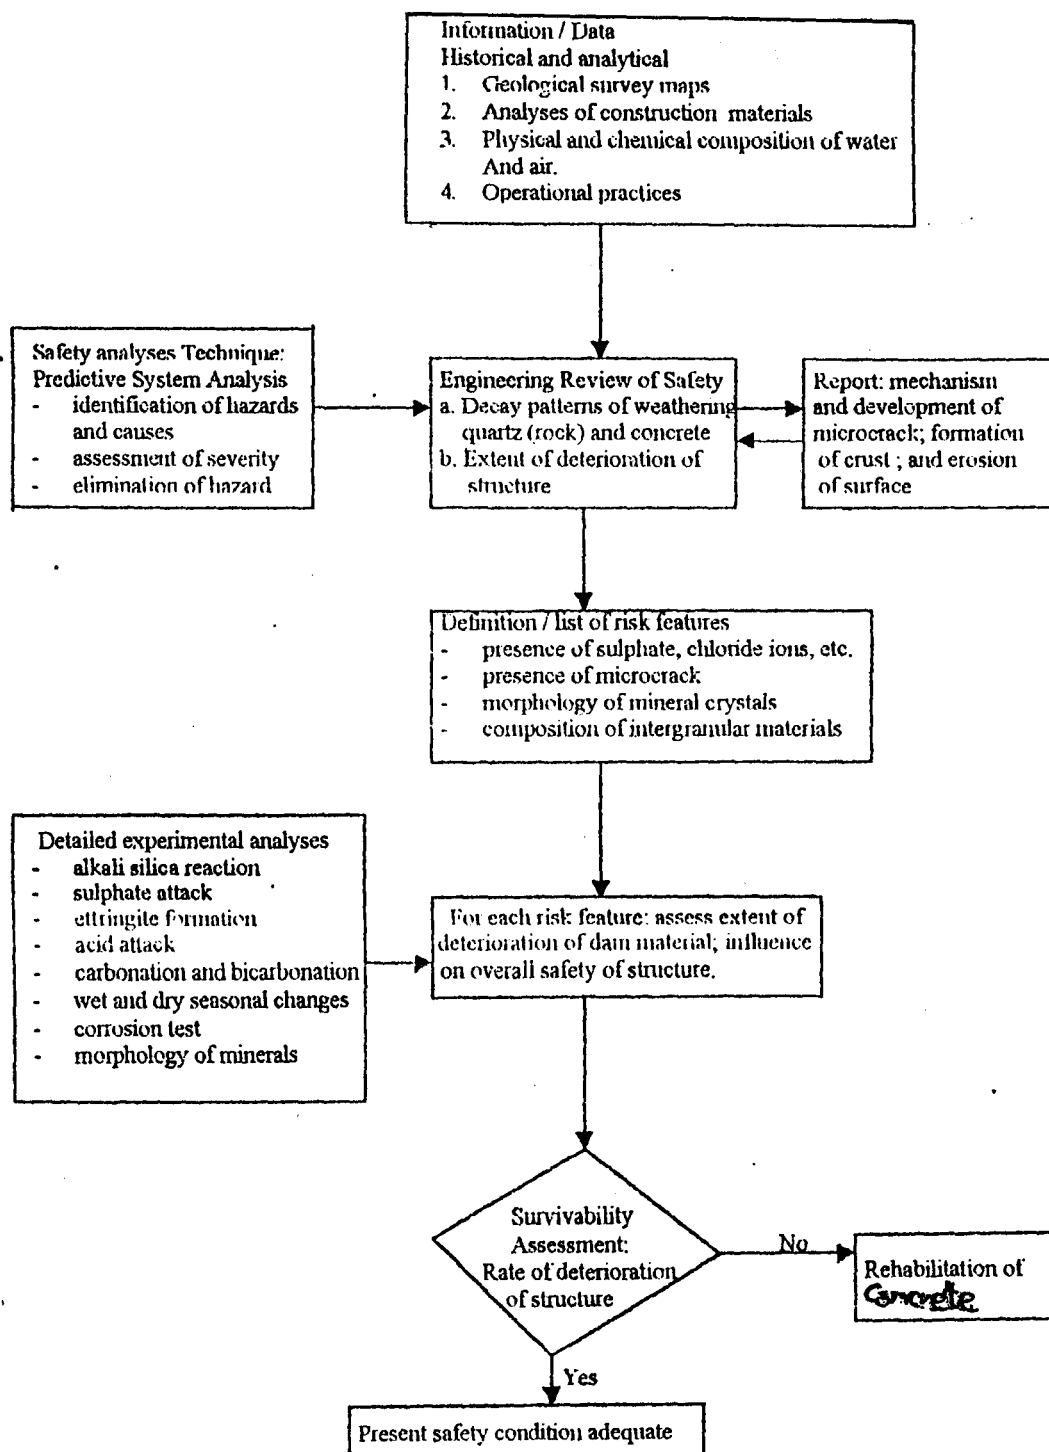 Information / Data
Historical and analytical
1. Geological survey maps
2. Analyses of construction materials
3. Physical and chemical composition of water
And air.
4. Operational practices
Safety analyses Technique:
Predictive System Analysis
- identification of hazards
and causes
- assessment of severity
- elimination of hazard
Engineering Review of Safety
a. Decay patterns of weathering
quartz (rock) and concrete
b. Extent of deterioration of
structure
Report: mechanism
and development of
microcrack; formation
of crust ; and erosion
of surface
Definition / list of risk features
- presence of sulphate, chloride ions, etc.
- presence of microcrack
- morphology of mineral crystals
- composition of intergranular materials
Detailed experimental analyses
- alkali silica reaction
- sulphate attack
- ettringite formation
- acid attack
- carbonation and bicarbonation
- wet and dry seasonal changes
- corrosion test
- morphology of minerals
For each risk feature: assess extent of
deterioration of dam material; influence
on overall safety of structure.
Survivability
Assessment:
Rate of deterioration
of structure
No
Rehabilitation of
Concrete
Yes
Present safety condition adequate